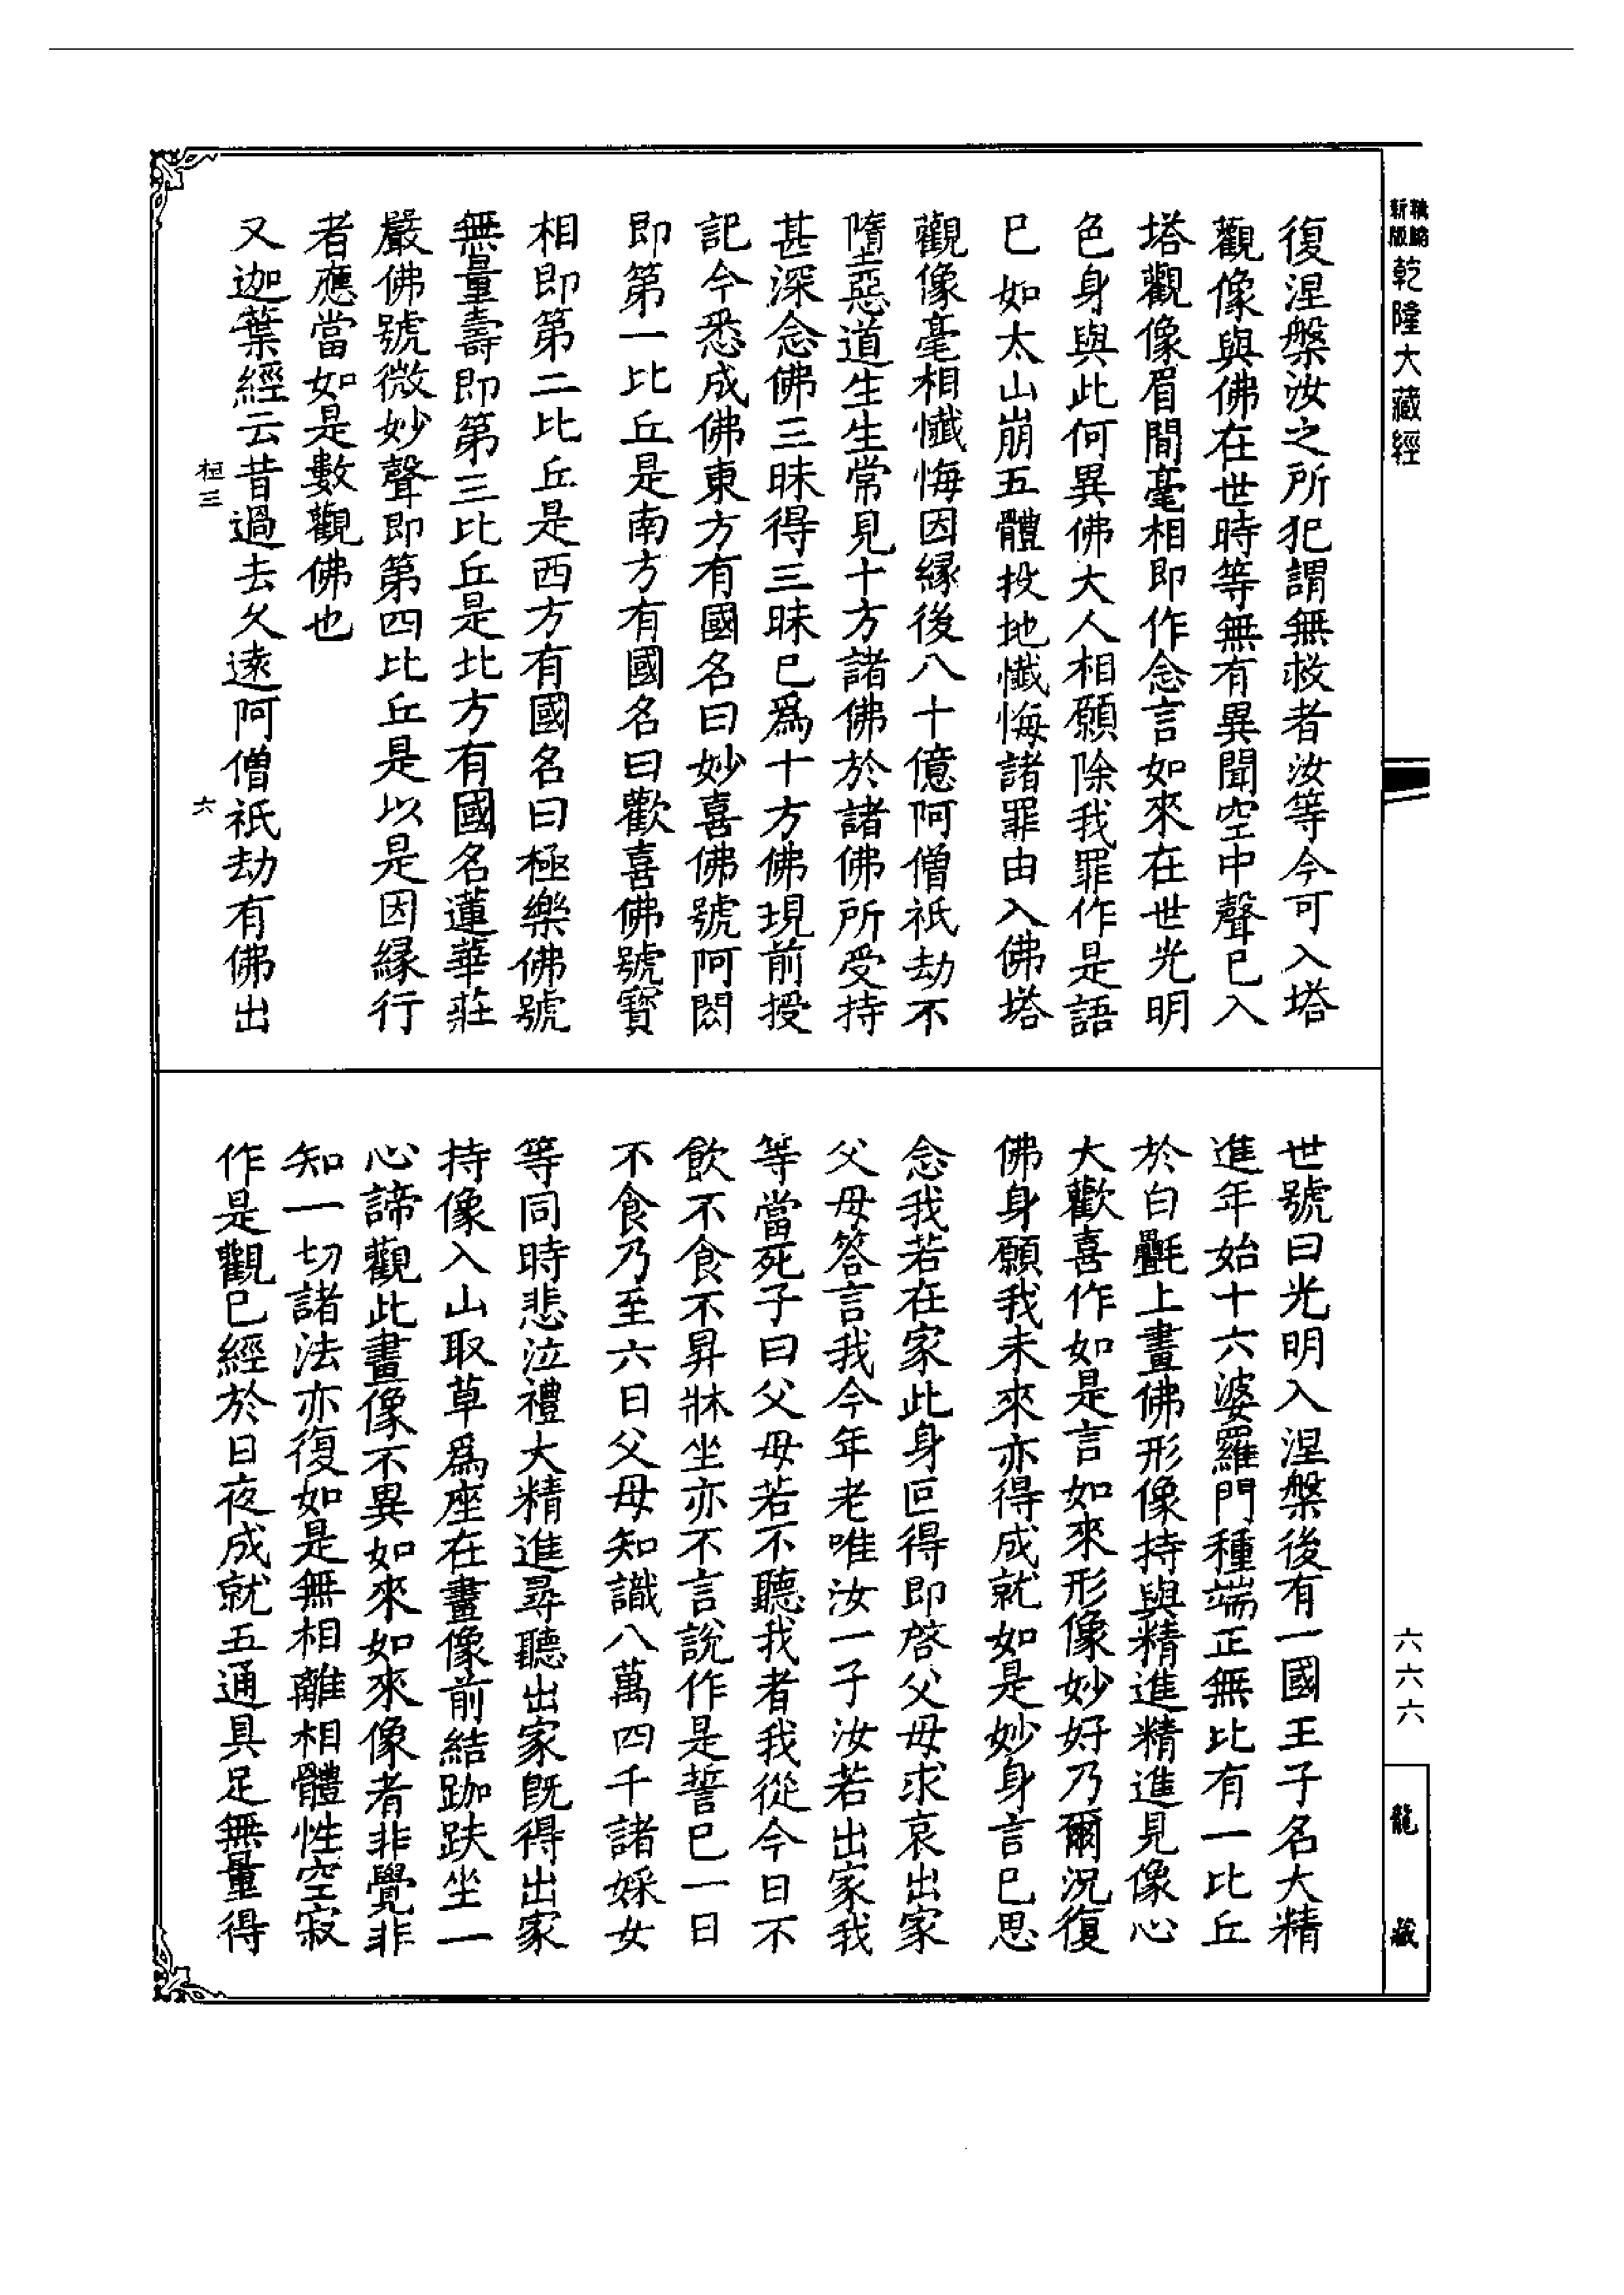 新版
精縮
乾隆大藏經
復涅槃汝之所犯謂無救者汝等今可入塔
觀像與佛在世時等無有異聞空中聲已入
塔觀像眉間毫相即作念言如來在世光明
色身與此何異佛大人相願除我罪作是語
已如太山崩五體投地懺悔諸罪由入佛塔
觀像毫相懺悔因緣後八十億阿僧祇劫不
墮惡道生生常見十方諸佛於諸佛所受持
甚深念佛三昧得三昧已爲十方佛現前授
記今悉成佛東方有國名曰妙喜佛號阿閦
即第一比丘是南方有國名曰歡喜佛號寶
相即第二比丘是西方有國名曰極樂佛號
無量壽即第三比丘是北方有國名蓮華莊
嚴佛號微妙聲即第四比丘是以是因緣行
者應當如是數觀佛也
又迦葉經云昔過去久遠阿僧祇劫有佛出
桓三
六
世號曰光明入涅槃後有一國王子名大精
進年始十六婆羅門種端正無比有一比丘
於白㲲上畫佛形像持與精進精進見像心
大歡喜作如是言如來形像妙好乃爾況復
佛身願我未來亦得成就如是妙身言已思
念我若在家此身叵得即啓父母求哀出家
父母答言我今年老唯汝一子汝若出家我
等當死子曰父母若不聽我者我從今日不
飲不食不昇牀坐亦不言說作是誓已一日
不食乃至六日父母知識八萬四千諸婇女
等同時悲泣禮大精進尋聽出家既得出家
持像入山取草爲座在畫像前結跏趺坐一
心諦觀此畫像不異如來如來像者非覺非
知一切諸法亦復如是無相離相體性空寂
作是觀已經於日夜成就五通具足無量得
六六六
龍藏